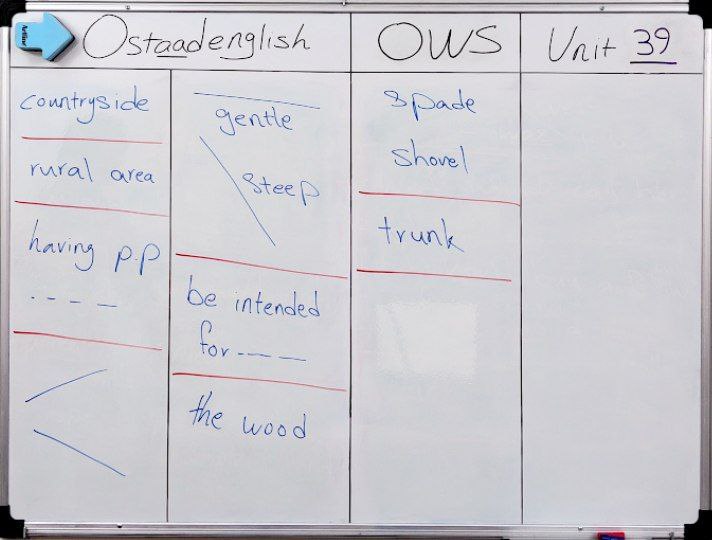 Ostaadenglish
OWS
Unit 39
countryside
rural area
having p.p
gentle
steep
be intended
for
the wood
spade
shovel
trunk